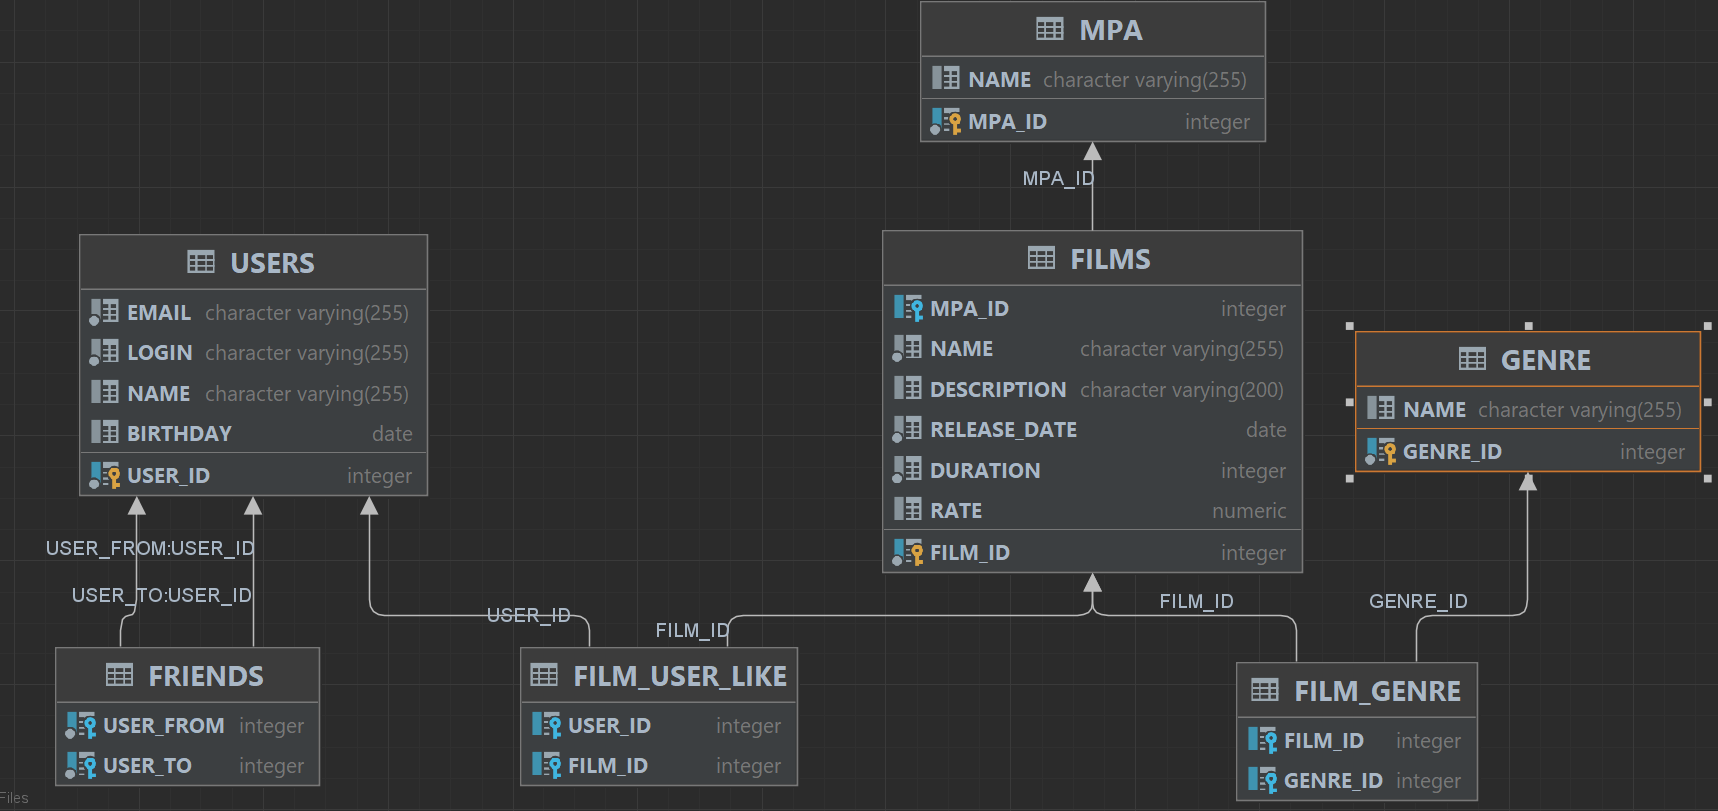 MPA
NAME character varying(255)
MPA_ID integer
MPA_ID
USERS
EMAIL character varying(255)
LOGIN character varying(255)
NAME character varying(255)
BIRTHDAY date
USER_ID integer
FILMS
MPA_ID integer
NAME character varying(255)
DESCRIPTION character varying(200)
RELEASE_DATE date
DURATION integer
RATE numeric
FILM_ID integer
GENRE
NAME character varying(255)
GENRE_ID integer
USER_FROM:USER_ID
USER_TO:USER_ID
USER_ID
FILM_ID
FILM_ID
GENRE_ID
FRIENDS
USER_FROM integer
USER_TO integer
FILM_USER_LIKE
USER_ID integer
FILM_ID integer
FILM_GENRE
FILM_ID integer
GENRE_ID integer
Files